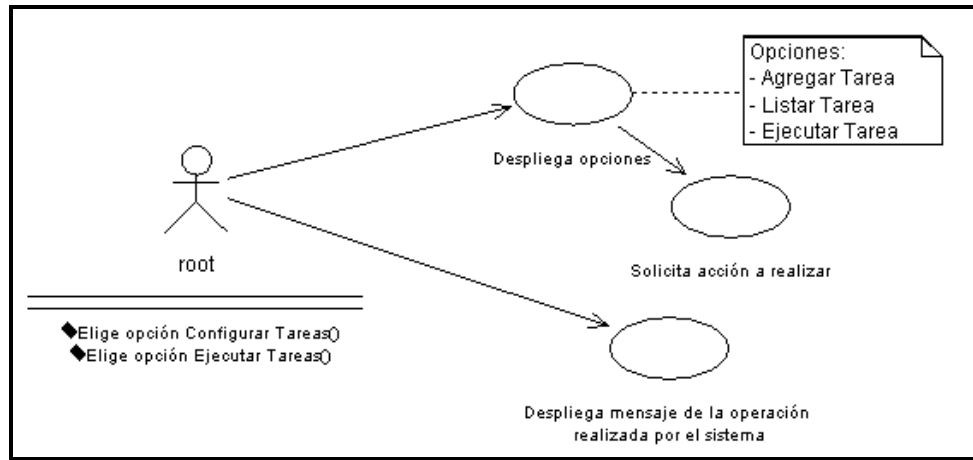 Opciones:
- Agregar Tarea
- Listar Tarea
- Ejecutar Tarea
Despliega opciones
root
Solicita acción a realizar
Elige opción Configurar Tareas()
Elige opción Ejecutar Tareas()
Despliega mensaje de la operación
realizada por el sistema